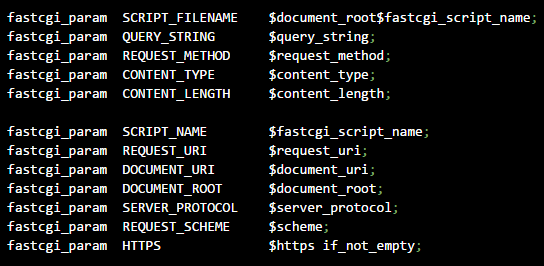 fastcgi_param  SCRIPT_FILENAME    $document_root$fastcgi_script_name;
fastcgi_param  QUERY_STRING       $query_string;
fastcgi_param  REQUEST_METHOD     $request_method;
fastcgi_param  CONTENT_TYPE       $content_type;
fastcgi_param  CONTENT_LENGTH     $content_length;

fastcgi_param  SCRIPT_NAME        $fastcgi_script_name;
fastcgi_param  REQUEST_URI        $request_uri;
fastcgi_param  DOCUMENT_URI       $document_uri;
fastcgi_param  DOCUMENT_ROOT      $document_root;
fastcgi_param  SERVER_PROTOCOL    $server_protocol;
fastcgi_param  REQUEST_SCHEME     $scheme;
fastcgi_param  HTTPS              $https if_not_empty;